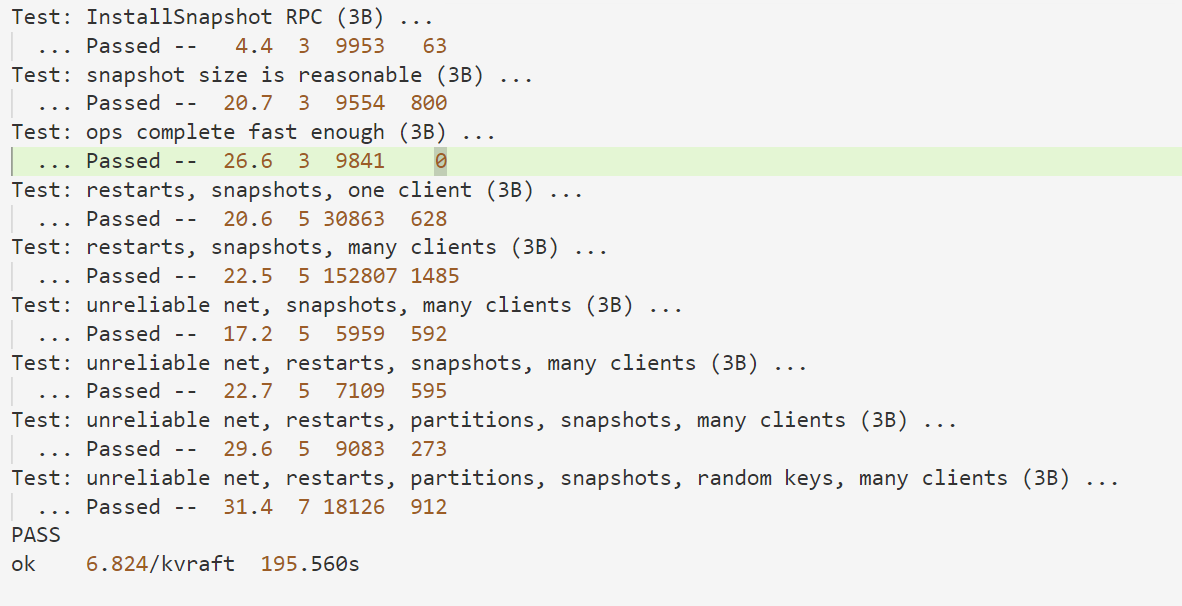 Test: InstallSnapshot RPC (3B) ...
  ... Passed --   4.4  3  9953   63
Test: snapshot size is reasonable (3B) ...
  ... Passed --  20.7  3  9554  800
Test: ops complete fast enough (3B) ...
  ... Passed --  26.6  3  9841    0
Test: restarts, snapshots, one client (3B) ...
  ... Passed --  20.6  5 30863  628
Test: restarts, snapshots, many clients (3B) ...
  ... Passed --  22.5  5 152807 1485
Test: unreliable net, snapshots, many clients (3B) ...
  ... Passed --  17.2  5  5959  592
Test: unreliable net, restarts, snapshots, many clients (3B) ...
  ... Passed --  22.7  5  7109  595
Test: unreliable net, restarts, partitions, snapshots, many clients (3B) ...
  ... Passed --  29.6  5  9083  273
Test: unreliable net, restarts, partitions, snapshots, random keys, many clients (3B) ...
  ... Passed --  31.4  7 18126  912
PASS
ok    6.824/kvraft  195.560s